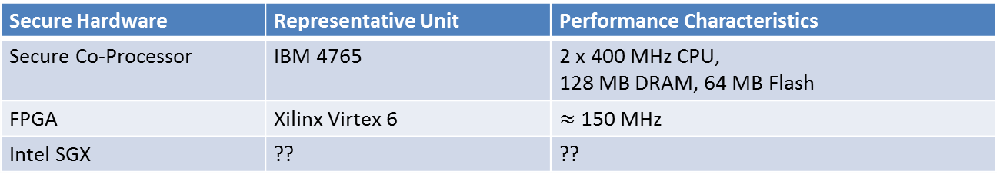 Secure Hardware Representative Unit Performance Characteristics
Secure Co-Processor IBM 4765 2 x 400 MHz CPU,
128 MB DRAM, 64 MB Flash
FPGA Xilinx Virtex 6 ≈ 150 MHz
Intel SGX ?? ??